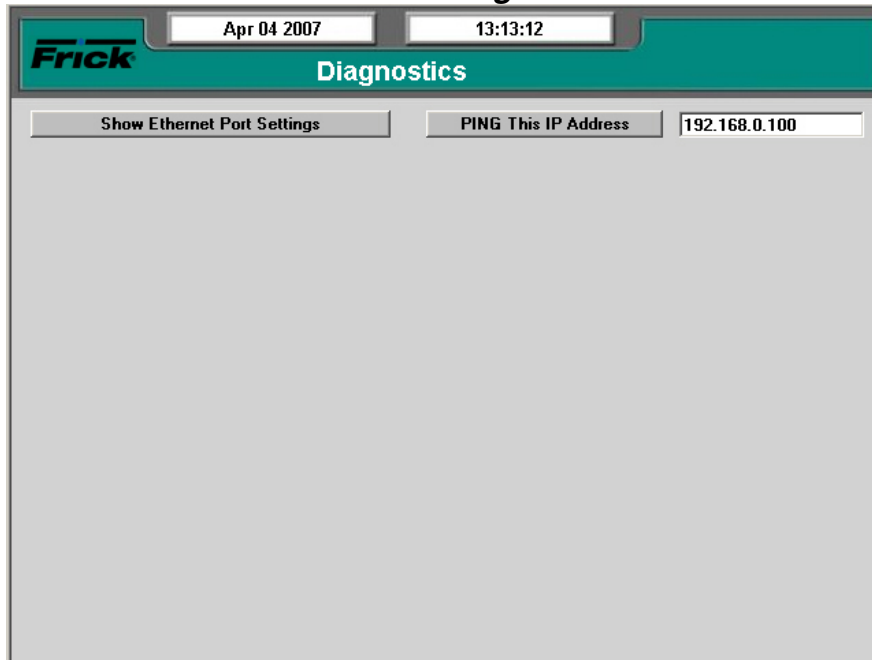 Apr 04 2007 13:13:12
Frick
Diagnostics
Show Ethernet Port Settings PING This IP Address 192.168.0.100